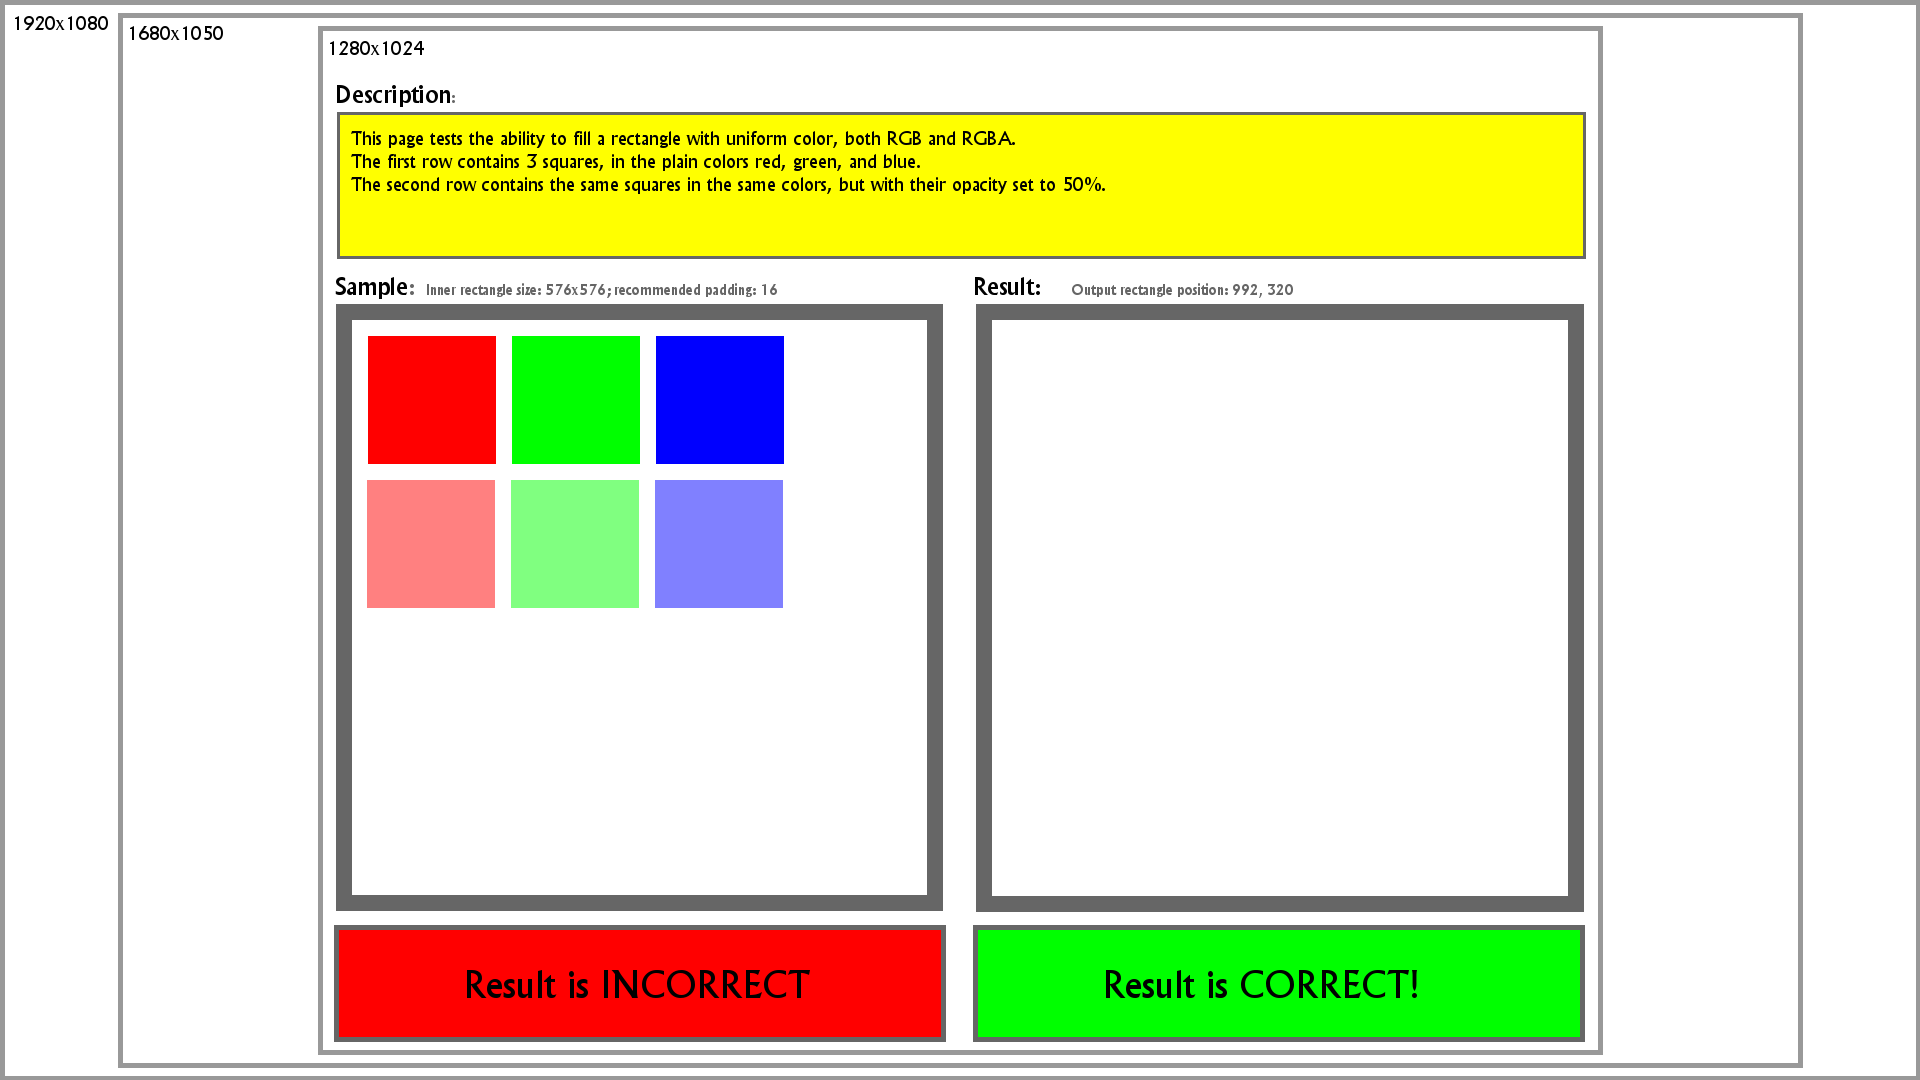 1920x1080
1680x1050
1280x1024
Description:
This page tests the ability to fill a rectangle with uniform color, both RGB and RGBA.
The first row contains 3 squares, in the plain colors red, green, and blue.
The second row contains the same squares in the same colors, but with their opacity set to 50%.
Sample: Inner rectangle size: 576x576; recommended padding: 16
Result: Output rectangle position: 992, 320
Result is INCORRECT
Result is CORRECT!